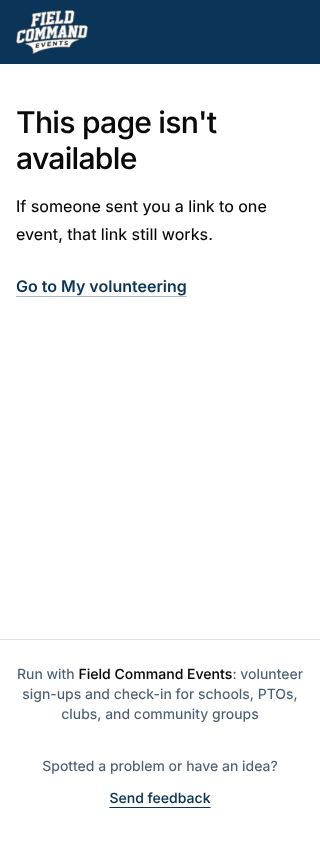 FIELD
COMMAND
EVENTS
This page isn't
available
If someone sent you a link to one
event, that link still works.
Go to My volunteering
Run with Field Command Events: volunteer
sign-ups and check-in for schools, PTOs,
clubs, and community groups
Spotted a problem or have an idea?
Send feedback